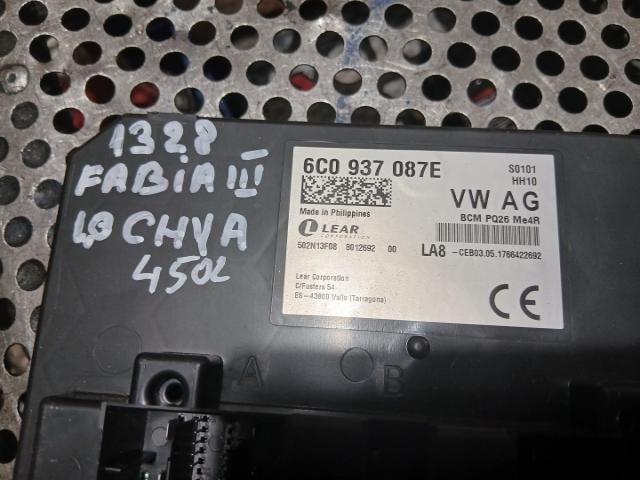 1328
FABIA III
1,0 CHYA
450L
6C0 937 087E
S0101
HH10
VW AG
BCM PQ26 Me4R
Made in Philippines
LEAR
CORPORATION
502N13F08 8012692 00
LA8 -CEB03.05.1766422692
Lear Corporation
C/Fusters 54
ES-43800 Valls (Tarragona)
CE
A
B